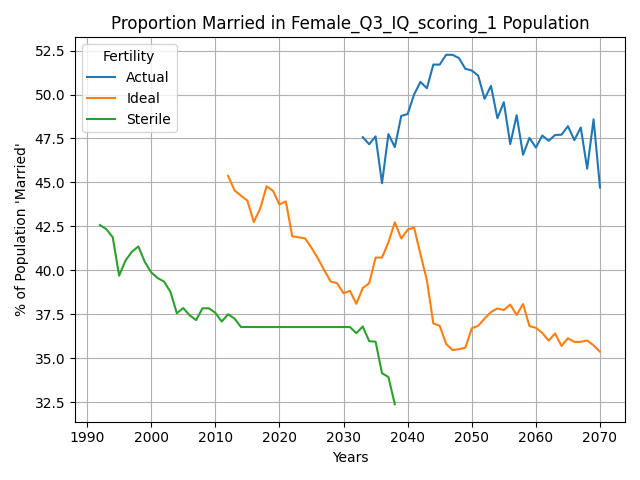 Proportion Married in Female_Q3_IQ_scoring_1 Population
Fertility
Actual
Ideal
Sterile
% of Population 'Married'
52.5
50.0
47.5
45.0
42.5
40.0
37.5
35.0
32.5
1990 2000 2010 2020 2030 2040 2050 2060 2070
Years